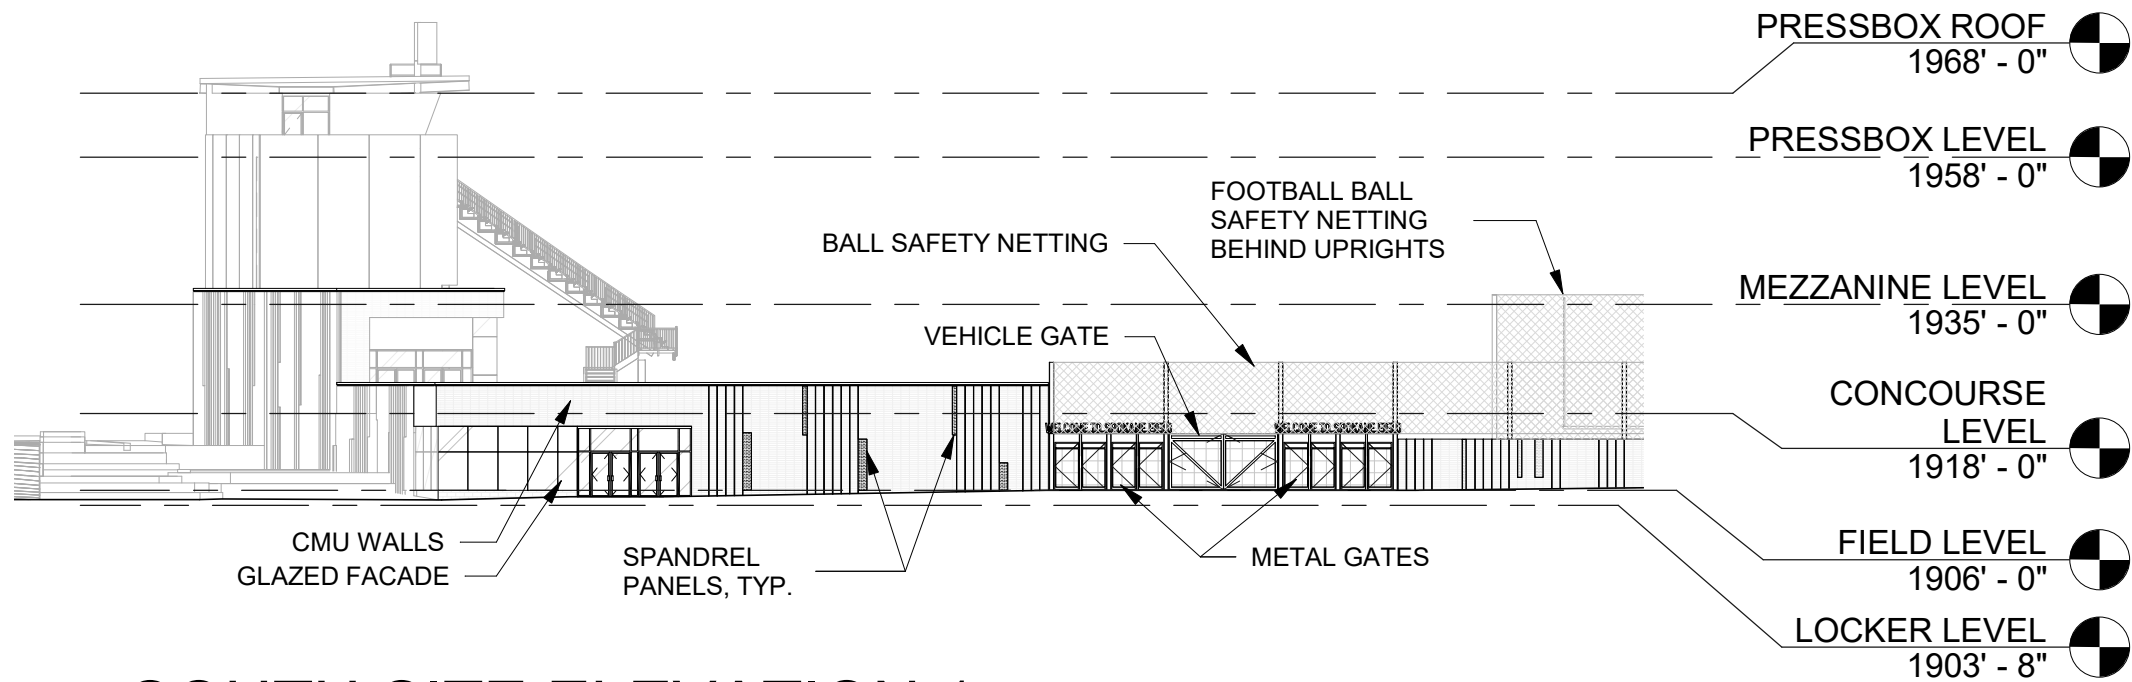 PRESSBOX ROOF
1968' - 0"
PRESSBOX LEVEL
1958' - 0"
FOOTBALL BALL
SAFETY NETTING
BEHIND UPRIGHTS
BALL SAFETY NETTING
MEZZANINE LEVEL
1935' - 0"
VEHICLE GATE
CONCOURSE
LEVEL
1918' - 0"
CMU WALLS
GLAZED FACADE
SPANDREL
PANELS, TYP.
METAL GATES
FIELD LEVEL
1906' - 0"
LOCKER LEVEL
1903' - 8"